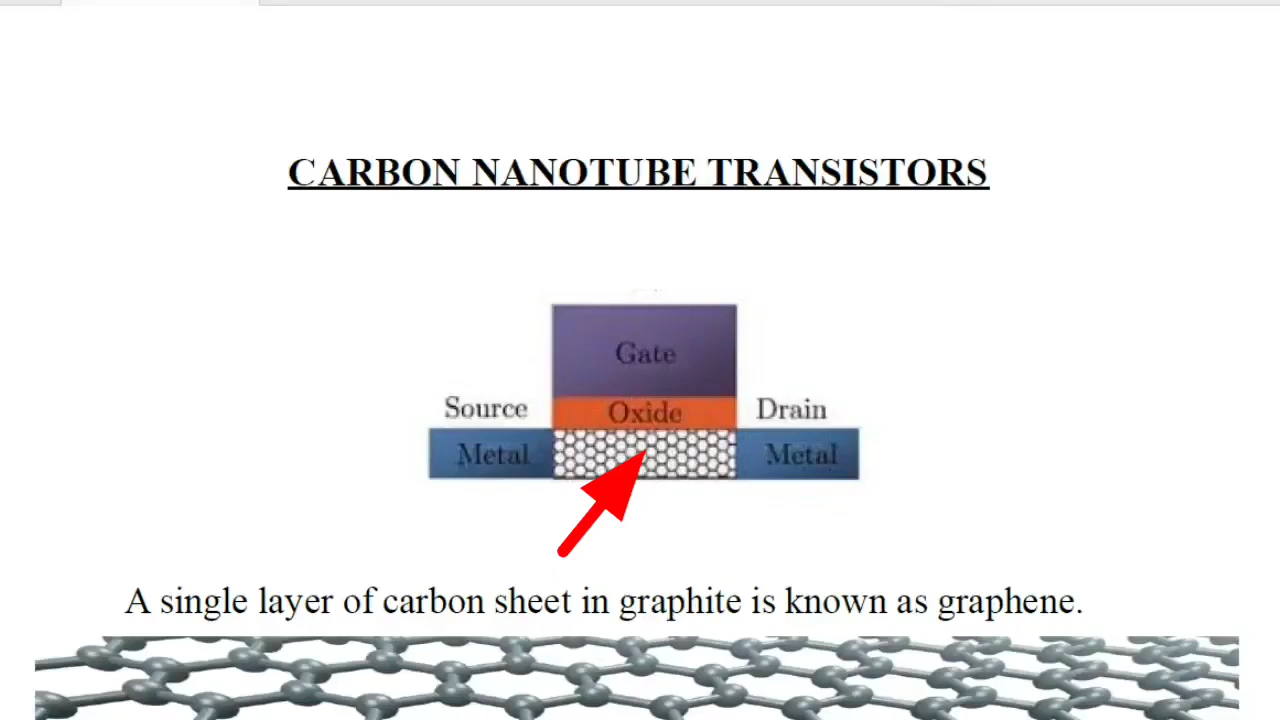 CARBON NANOTUBE TRANSISTORS
Gate
Source
Oxide
Drain
Metal
Metal
A single layer of carbon sheet in graphite is known as graphene.